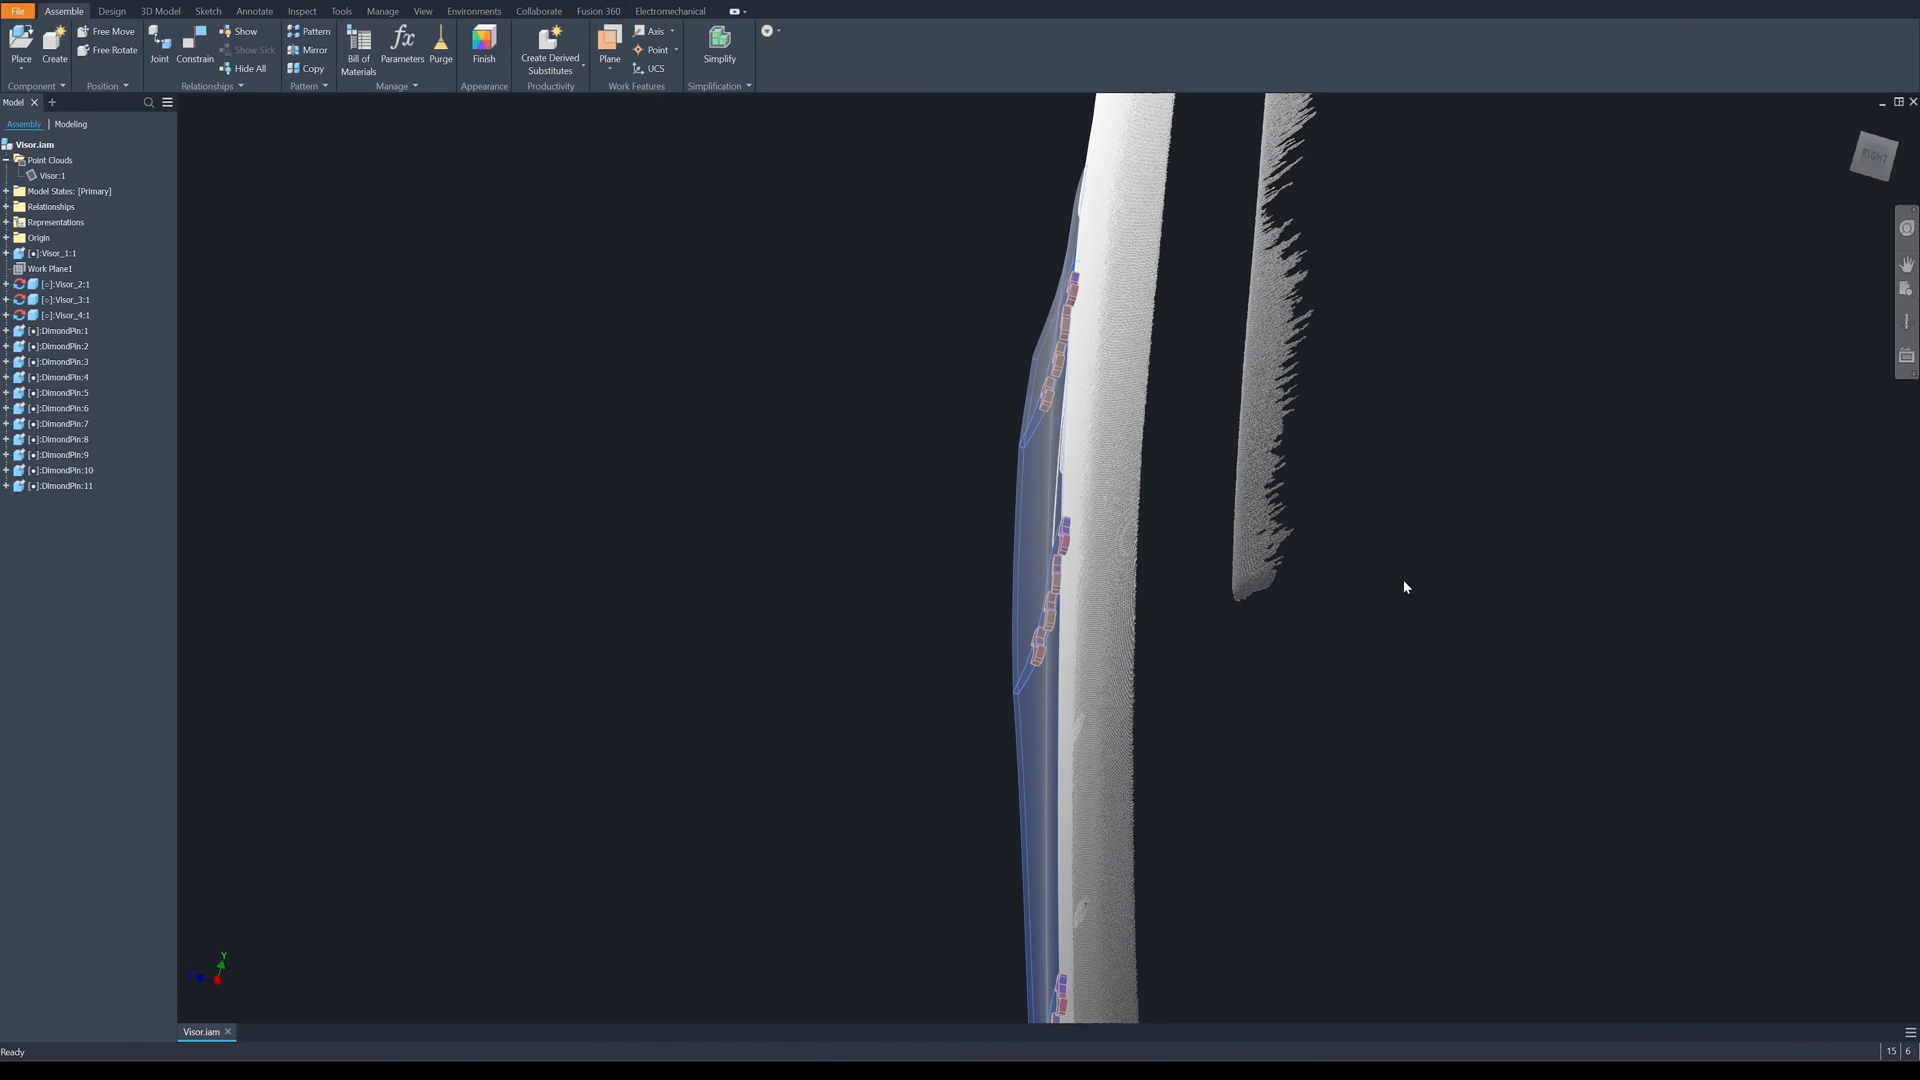 File Assemble Design 3D Model Sketch Annotate Inspect Tools Manage View Environments Collaborate Fusion 360 Electromechanical
Place
Create
Free Move
Free Rotate
Joint
Constrain
Show
Show Sick
Hide All
Pattern
Mirror
Copy
Bill of
Materials
Parameters
Purge
Finish
Create Derived
Substitutes
Plane
Axis
Point
UCS
Simplify
Component Position Relationships Pattern Manage Appearance Productivity Work Features Simplification
Model
Assembly | Modeling
Visor.iam
Point Clouds
Visor:1
Model States: [Primary]
Relationships
Representations
Origin
[●]:Visor_1:1
Work Plane1
[○]:Visor_2:1
[○]:Visor_3:1
[○]:Visor_4:1
[●]:DimondPin:1
[●]:DimondPin:2
[●]:DimondPin:3
[●]:DimondPin:4
[●]:DimondPin:5
[●]:DimondPin:6
[●]:DimondPin:7
[●]:DimondPin:8
[●]:DimondPin:9
[●]:DimondPin:10
[●]:DimondPin:11
RIGHT
Y
Visor.iam
Ready
15 6